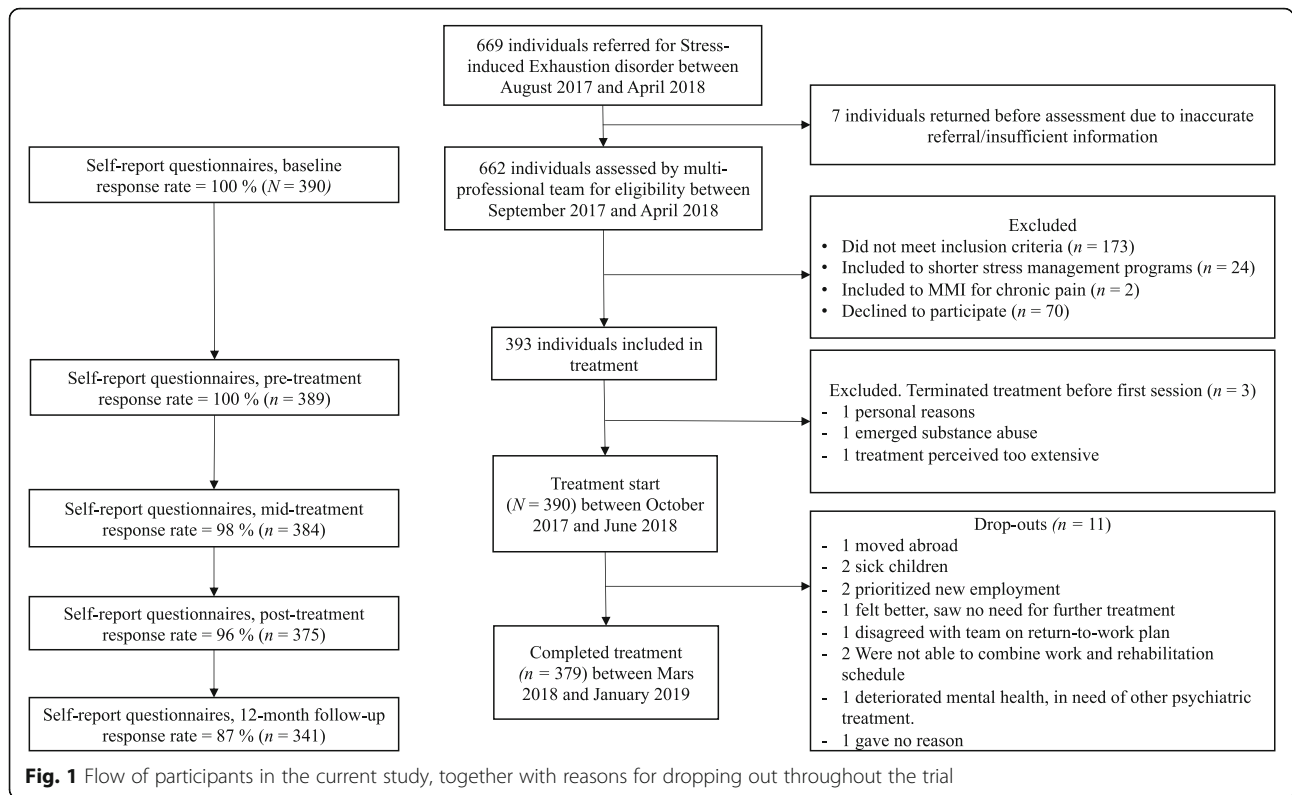 669 individuals referred for Stress-
induced Exhaustion disorder between
August 2017 and April 2018
7 individuals returned before assessment due to inaccurate
referral/insufficient information
Self-report questionnaires, baseline
response rate = 100 % (N = 390)
662 individuals assessed by multi-
professional team for eligibility between
September 2017 and April 2018
Excluded
• Did not meet inclusion criteria (n = 173)
• Included to shorter stress management programs (n = 24)
• Included to MMI for chronic pain (n = 2)
• Declined to participate (n = 70)
393 individuals included in
treatment
Self-report questionnaires, pre-treatment
response rate = 100 % (n = 389)
Excluded. Terminated treatment before first session (n = 3)
- 1 personal reasons
- 1 emerged substance abuse
- 1 treatment perceived too extensive
Treatment start
(N = 390) between October
2017 and June 2018
Self-report questionnaires, mid-treatment
response rate = 98 % (n = 384)
Drop-outs (n = 11)
- 1 moved abroad
- 2 sick children
- 2 prioritized new employment
- 1 felt better, saw no need for further treatment
- 1 disagreed with team on return-to-work plan
- 2 Were not able to combine work and rehabilitation
schedule
- 1 deteriorated mental health, in need of other psychiatric
treatment.
- 1 gave no reason
Self-report questionnaires, post-treatment
response rate = 96 % (n = 375)
Completed treatment
(n = 379) between Mars
2018 and January 2019
Self-report questionnaires, 12-month follow-up
response rate = 87 % (n = 341)
Fig. 1 Flow of participants in the current study, together with reasons for dropping out throughout the trial